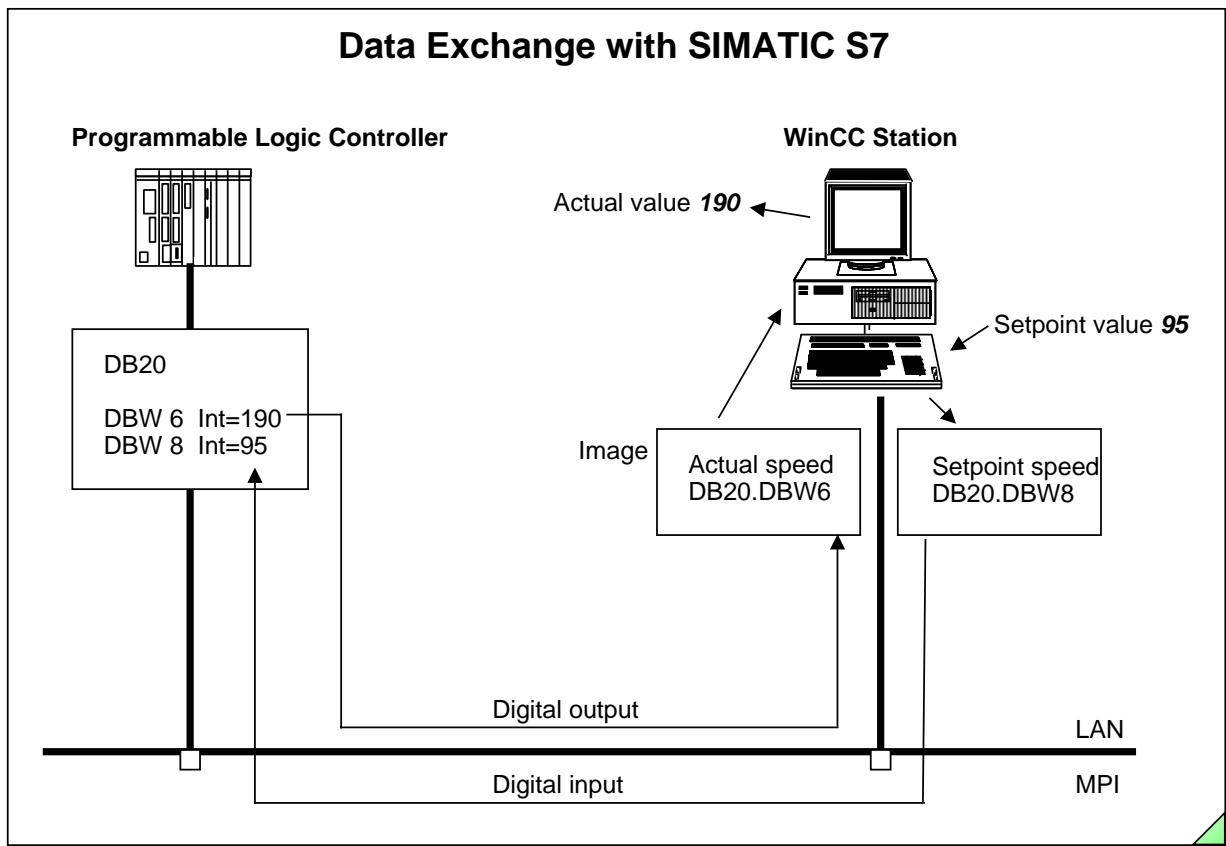 Data Exchange with SIMATIC S7
Programmable Logic Controller
WinCC Station
Actual value 190
Setpoint value 95
DB20
DBW 6 Int=190
DBW 8 Int=95
Image
Actual speed
DB20.DBW6
Setpoint speed
DB20.DBW8
Digital output
LAN
Digital input
MPI